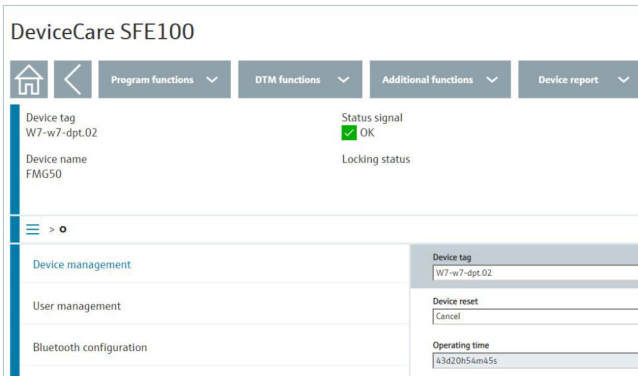 DeviceCare SFE100
Program functions
DTM functions
Additional functions
Device report
Device tag
W7-w7-dpt.02
Status signal
OK
Device name
FMG50
Locking status
>
Device management
User management
Bluetooth configuration
Device tag
W7-w7-dpt.02
Device reset
Cancel
Operating time
43d20h54m45s